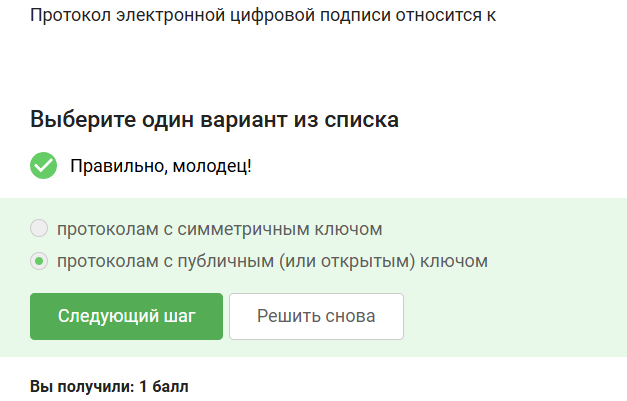 Протокол электронной цифровой подписи относится к
Выберите один вариант из списка
Правильно, молодец!
протоколам с симметричным ключом
протоколам с публичным (или открытым) ключом
Следующий шаг
Решить снова
Вы получили: 1 балл